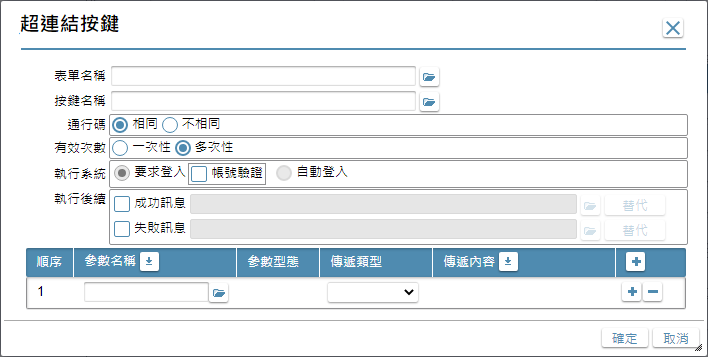 超連結按鍵
表單名稱
按鍵名稱
通行碼 相同 不相同
有效次數 一次性 多次性
執行系統 要求登入 帳號驗證 自動登入
執行後續 成功訊息 替代
失敗訊息 替代
順序 參數名稱 參數型態 傳遞類型 傳遞內容
1
確定 取消